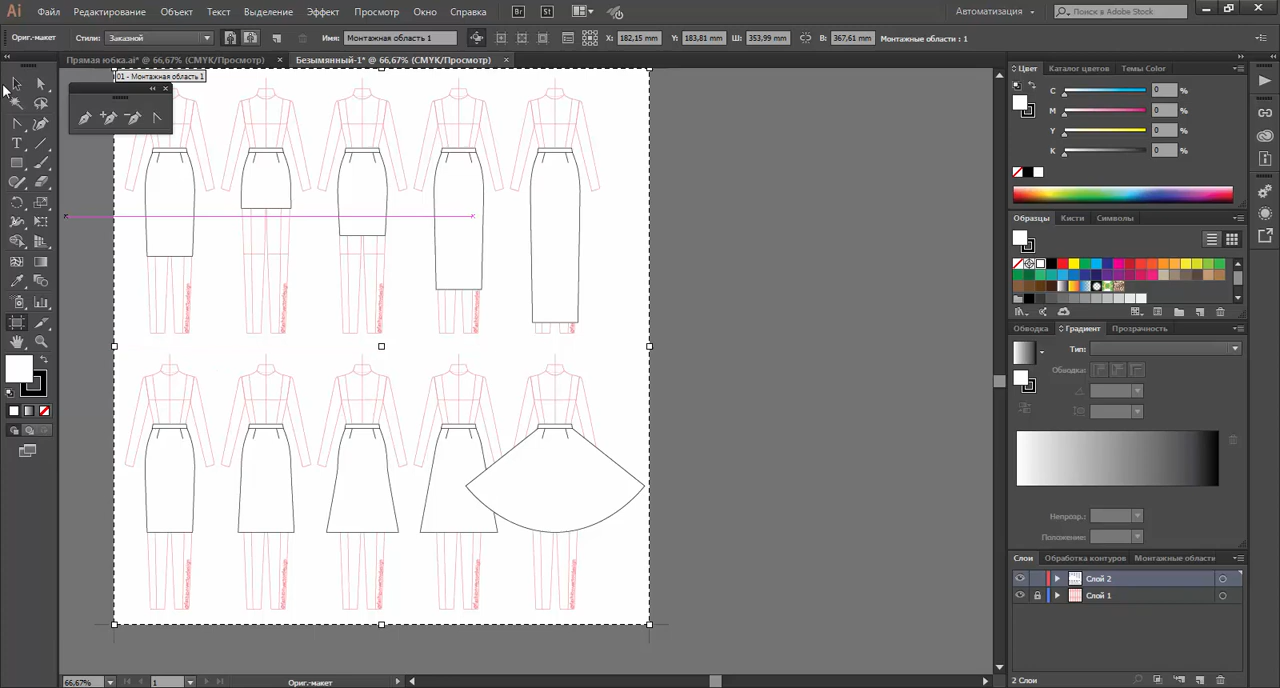 Ai Файл Редактирование Объект Текст Выделение Эффект Просмотр Окно Справка Br St Автоматизация Поиск в Adobe Stock
Ориг.-макет Стили: Заказной Имя: Монтажная область 1 X: 182,15 mm Y: 183,81 mm Ш: 353,99 mm В: 367,61 mm Монтажные области : 1
Прямая юбка.ai* @ 66,67% (CMYK/Просмотр) × Безымянный-1* @ 66,67% (CMYK/Просмотр) ×
01 - Монтажная область 1
Цвет Каталог цветов Темы Color
C 0 %
M 0 %
Y 0 %
K 0 %
Образцы Кисти Символы
Обводка Градиент Прозрачность
Тип:
Обводка:
Непрозр.:
Положение:
Слои Обработка контуров Монтажные области
Слой 2
Слой 1
2 Слои
66,67% 1 Ориг.-макет